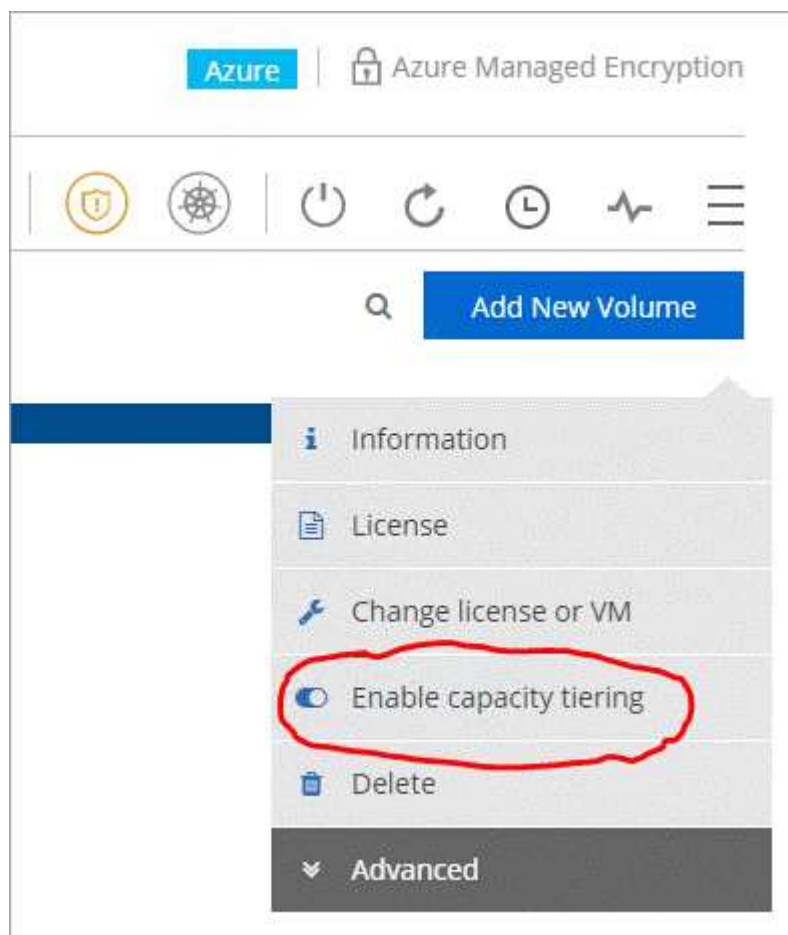 Azure Azure Managed Encryption
Add New Volume
Information
License
Change license or VM
Enable capacity tiering
Delete
Advanced